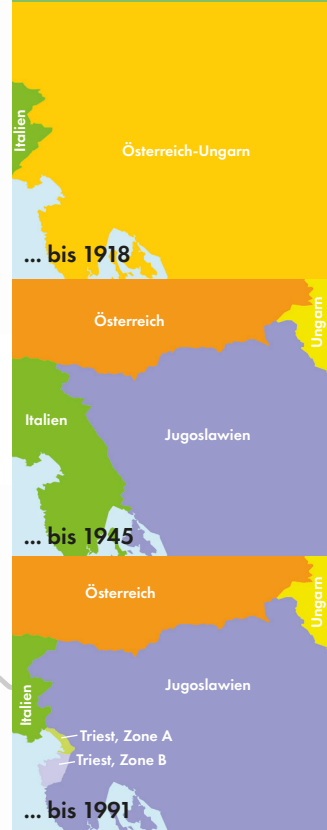 Italien
Österreich-Ungarn
... bis 1918
Österreich
Ungarn
Italien
Jugoslawien
... bis 1945
Österreich
Ungarn
Jugoslawien
Italien
Triest, Zone A
Triest, Zone B
... bis 1991